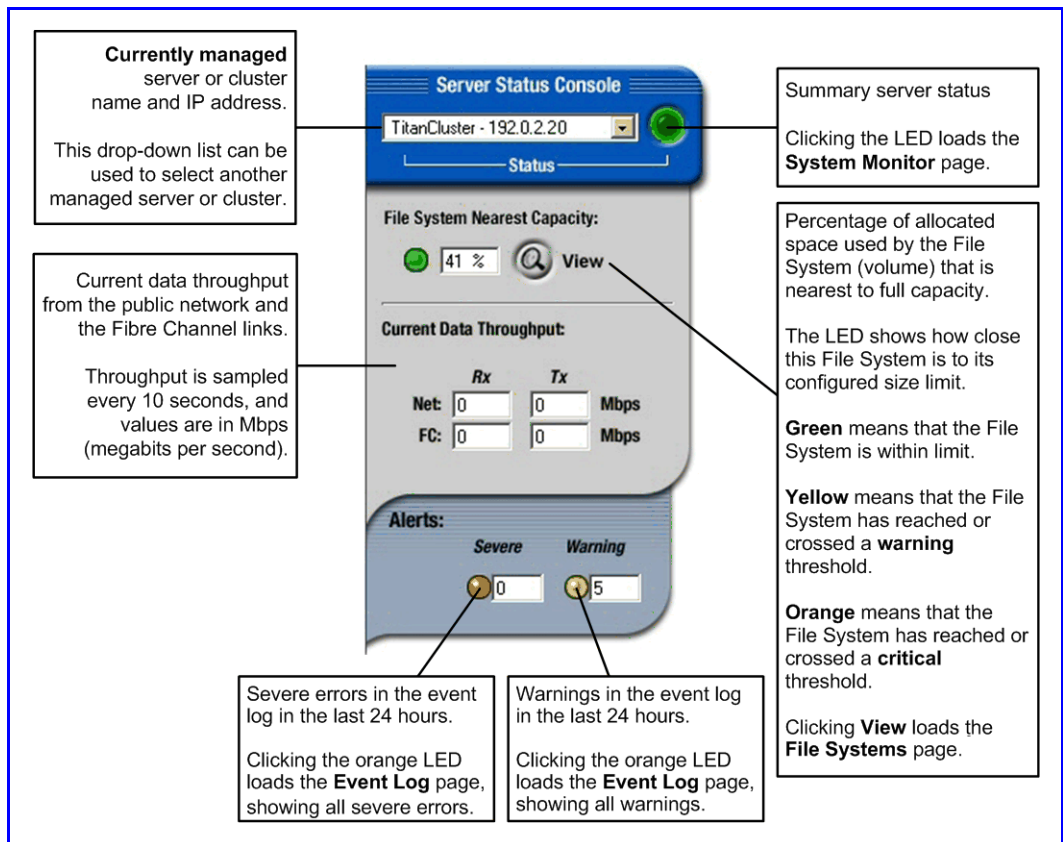 Currently managed
server or cluster
name and IP address.
This drop-down list can be
used to select another
managed server or cluster.
Current data throughput
from the public network and
the Fibre Channel links.
Throughput is sampled
every 10 seconds, and
values are in Mbps
(megabits per second).
Server Status Console
TitanCluster - 192.0.2.20
Status
File System Nearest Capacity:
41 %
View
Current Data Throughput:
Rx Tx
Net: 0 0 Mbps
FC: 0 0 Mbps
Alerts:
Severe Warning
0 5
Summary server status
Clicking the LED loads the
System Monitor page.
Percentage of allocated
space used by the File
System (volume) that is
nearest to full capacity.
The LED shows how close
this File System is to its
configured size limit.
Green means that the File
System is within limit.
Yellow means that the File
System has reached or
crossed a warning
threshold.
Orange means that the
File System has reached or
crossed a critical
threshold.
Clicking View loads the
File Systems page.
Severe errors in the event
log in the last 24 hours.
Clicking the orange LED
loads the Event Log page,
showing all severe errors.
Warnings in the event log
in the last 24 hours.
Clicking the orange LED
loads the Event Log page,
showing all warnings.